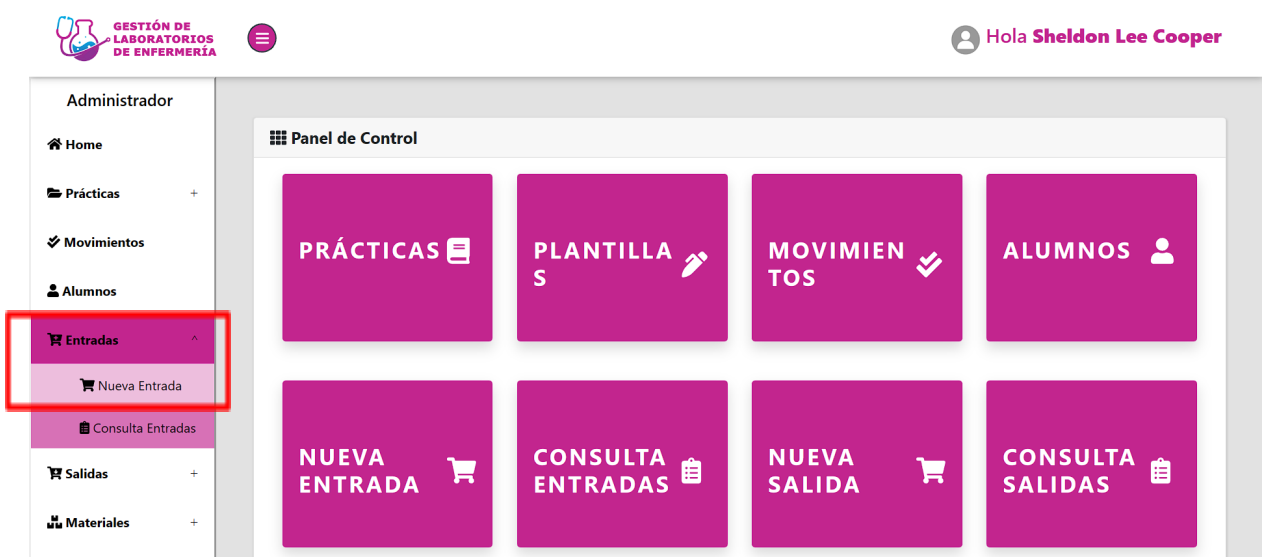 GESTIÓN DE
LABORATORIOS
DE ENFERMERÍA
Hola Sheldon Lee Cooper
Administrador
Home
Prácticas +
Movimientos
Alumnos
Entradas ^
Nueva Entrada
Consulta Entradas
Salidas +
Materiales +
Panel de Control
PRÁCTICAS
PLANTILLA
S
MOVIMIEN
TOS
ALUMNOS
NUEVA
ENTRADA
CONSULTA
ENTRADAS
NUEVA
SALIDA
CONSULTA
SALIDAS